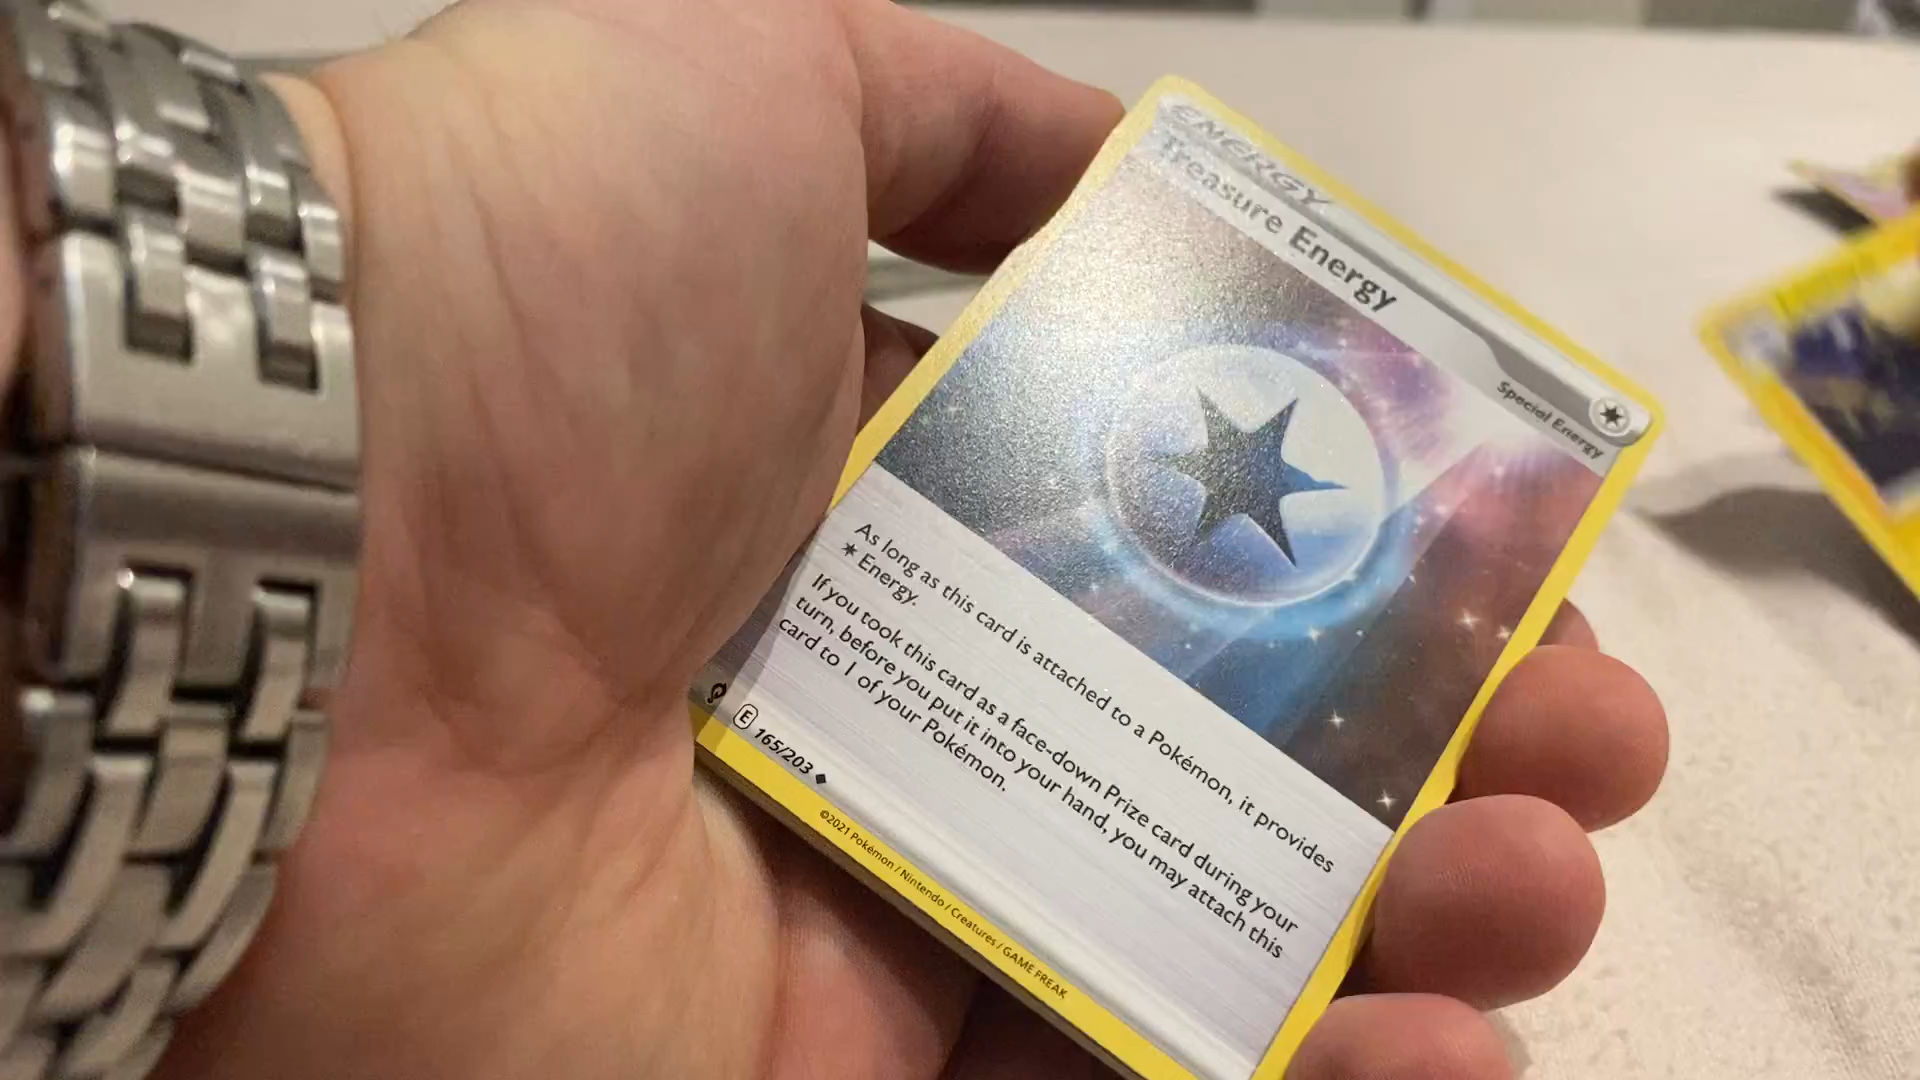 ENERGY
Treasure Energy
Special Energy
As long as this card is attached to a Pokémon, it provides
Energy.
If you took this card as a face-down Prize card during your
turn, before you put it into your hand, you may attach this
card to 1 of your Pokémon.
E 165/203
©2021 Pokémon / Nintendo / Creatures / GAME FREAK